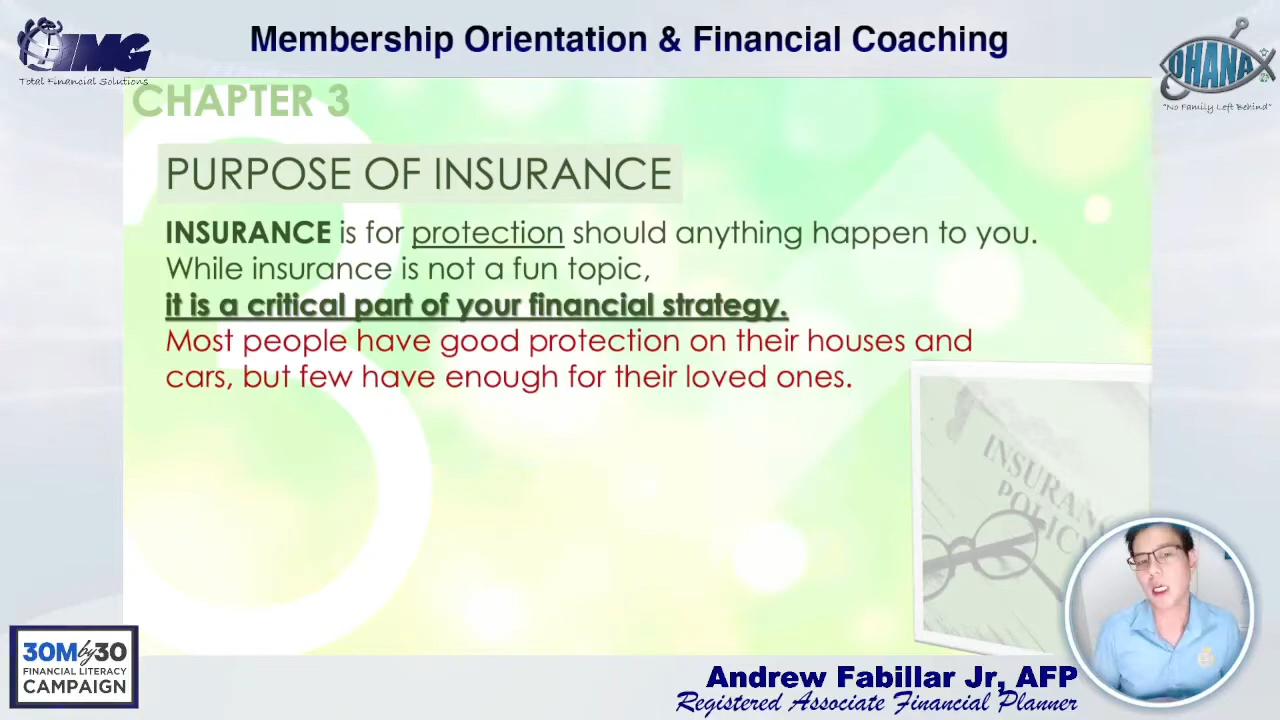 IMG
Total Financial Solutions
Membership Orientation & Financial Coaching
OHANA
"No Family Left Behind"
CHAPTER 3
PURPOSE OF INSURANCE
INSURANCE is for protection should anything happen to you.
While insurance is not a fun topic,
it is a critical part of your financial strategy.
Most people have good protection on their houses and
cars, but few have enough for their loved ones.
INSURANC
POLIC
30M by 30
FINANCIAL LITERACY
CAMPAIGN
Andrew Fabillar Jr, AFP
Registered Associate Financial Planner